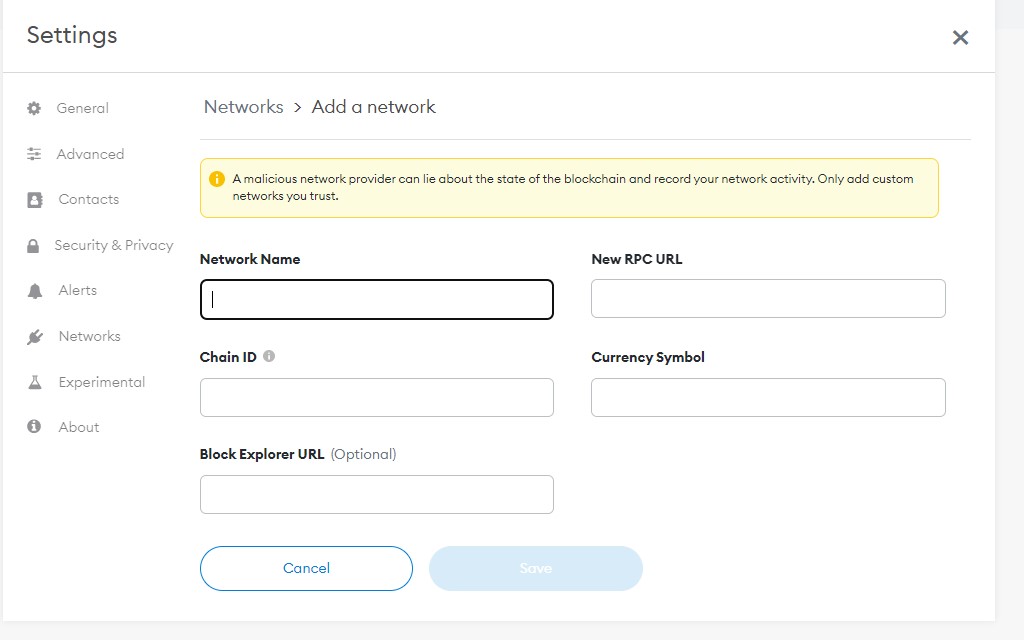 Settings
General
Advanced
Contacts
Security & Privacy
Alerts
Networks
Experimental
About
Networks > Add a network
A malicious network provider can lie about the state of the blockchain and record your network activity. Only add custom
networks you trust.
Network Name
New RPC URL
Chain ID
Currency Symbol
Block Explorer URL (Optional)
Cancel
Save